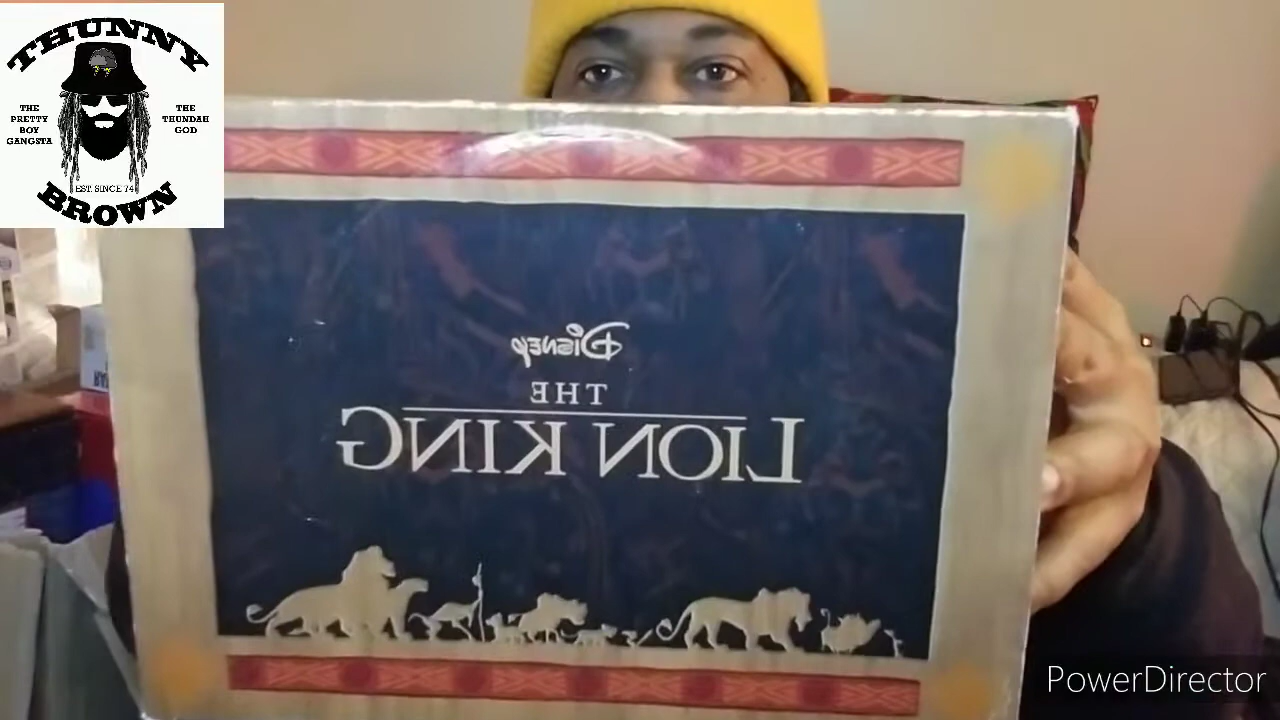 THUNNY
THE
PRETTY
BOY
GANGSTA
THE
THUNDAH
GOD
EST. SINCE 74
BROWN
Disney
THE
LION KING
PowerDirector